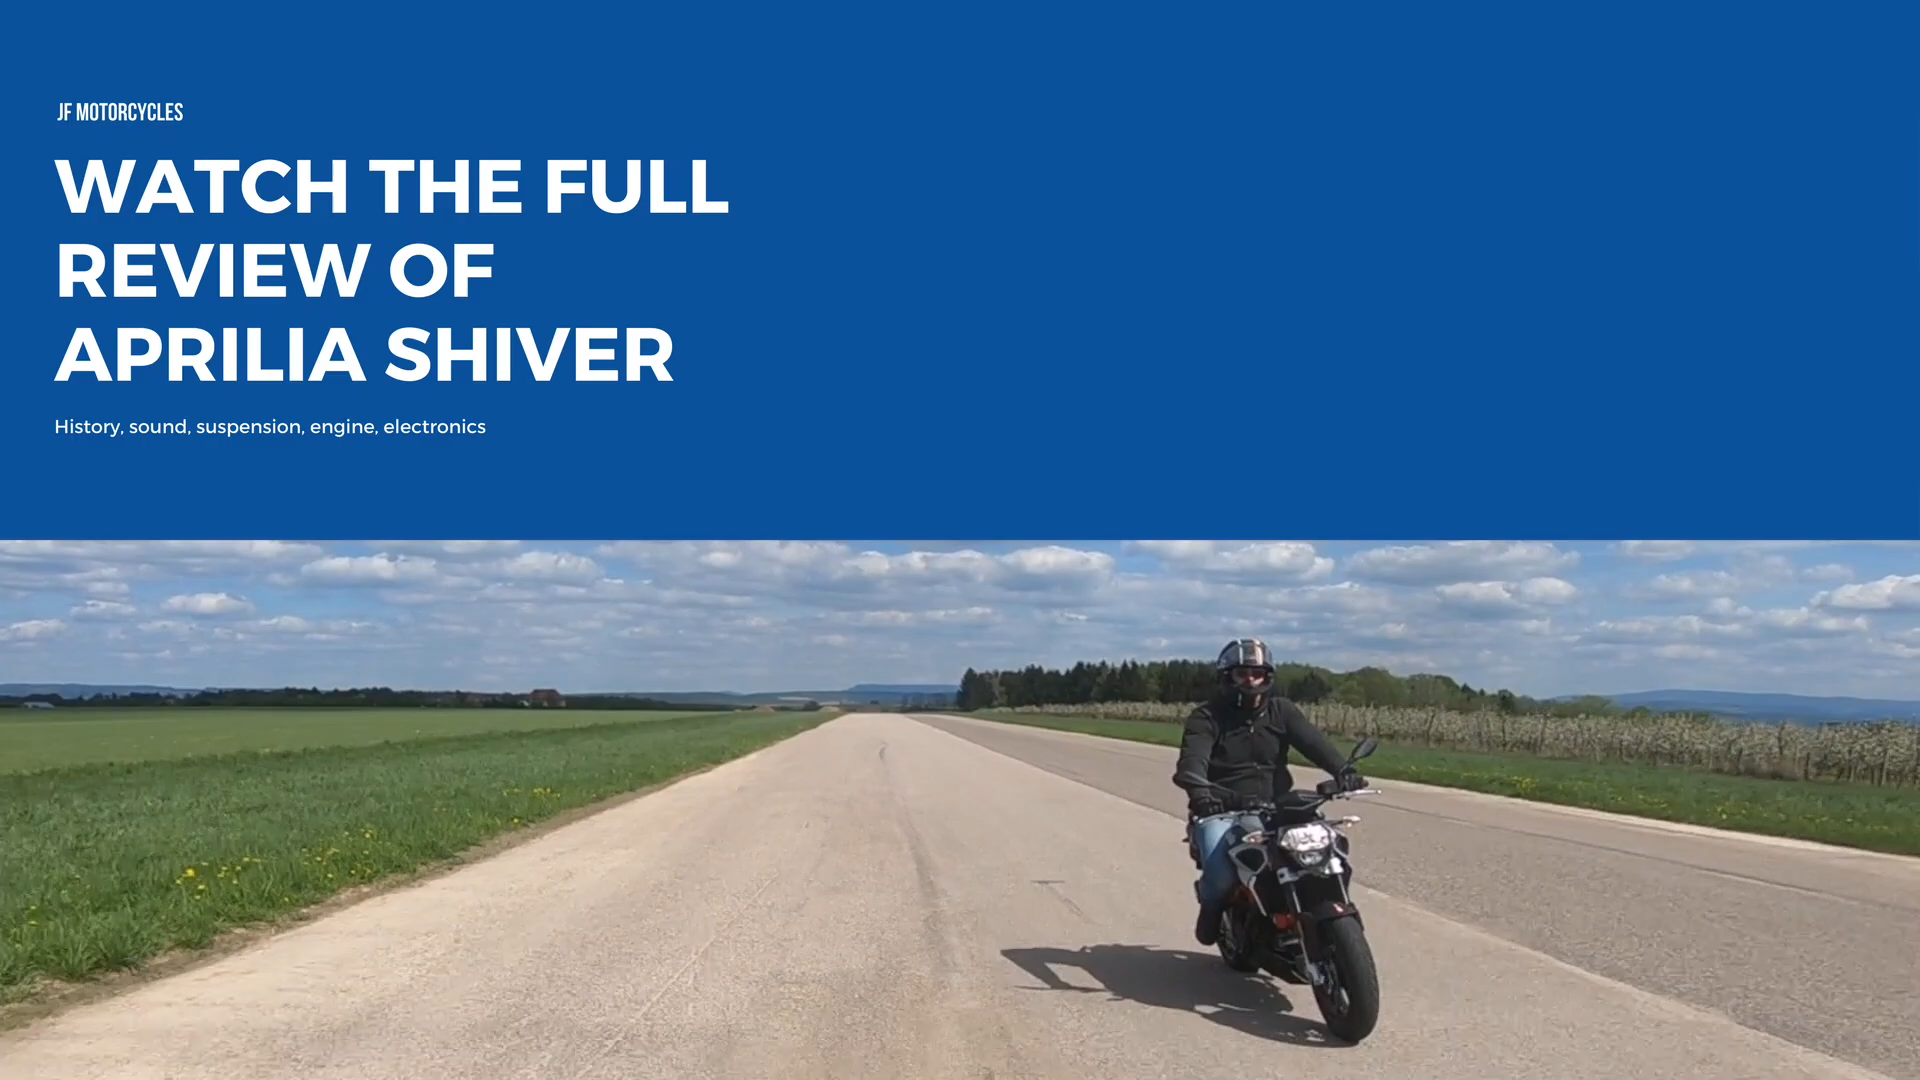 JF MOTORCYCLES
WATCH THE FULL
REVIEW OF
APRILIA SHIVER
History, sound, suspension, engine, electronics